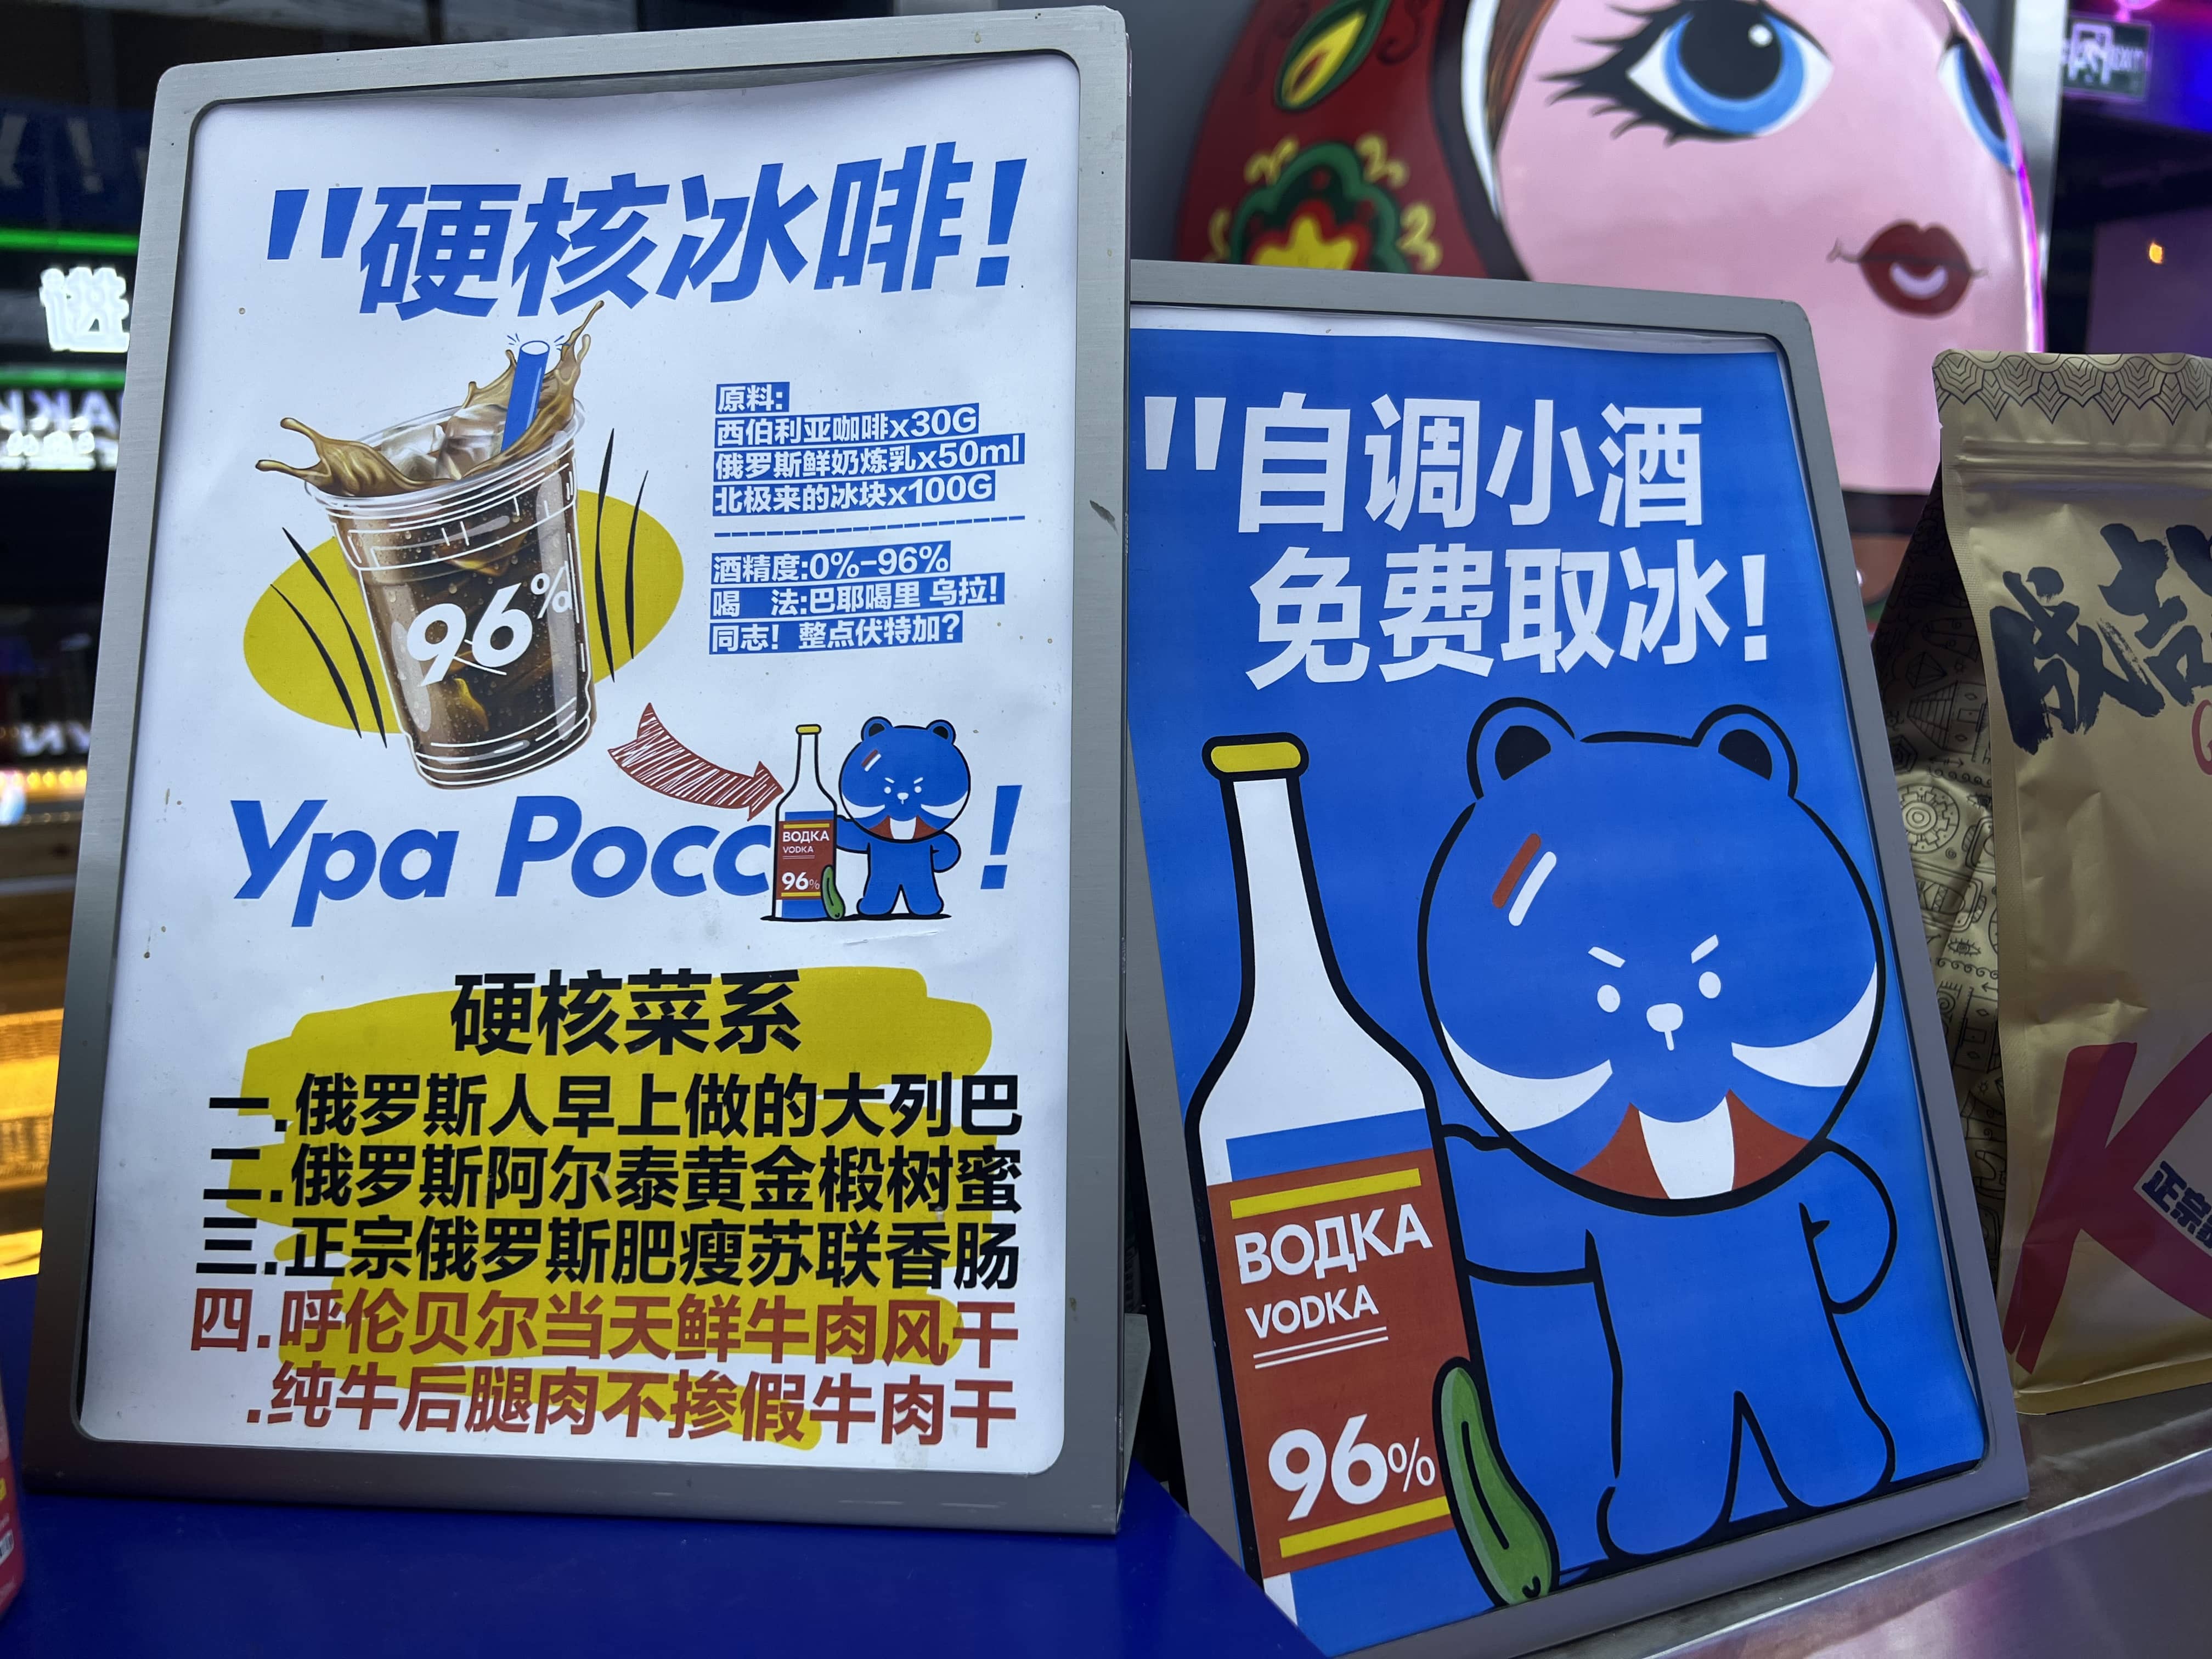 "硬核冰啡!
96%
原料:
西伯利亚咖啡x30G
俄罗斯鲜奶炼乳x50ml
北极来的冰块x100G
酒精度:0%-96%
喝 法:巴耶喝里 乌拉!
同志! 整点伏特加?
Ура Росс !
ВОДКА
VODKA
96%
硬核菜系
一.俄罗斯人早上做的大列巴
二.俄罗斯阿尔泰黄金椴树蜜
三.正宗俄罗斯肥瘦苏联香肠
四.呼伦贝尔当天鲜牛肉风干
.纯牛后腿肉不掺假牛肉干
"自调小酒
免费取冰!
ВОДКА
VODKA
96%
成吉
正宗